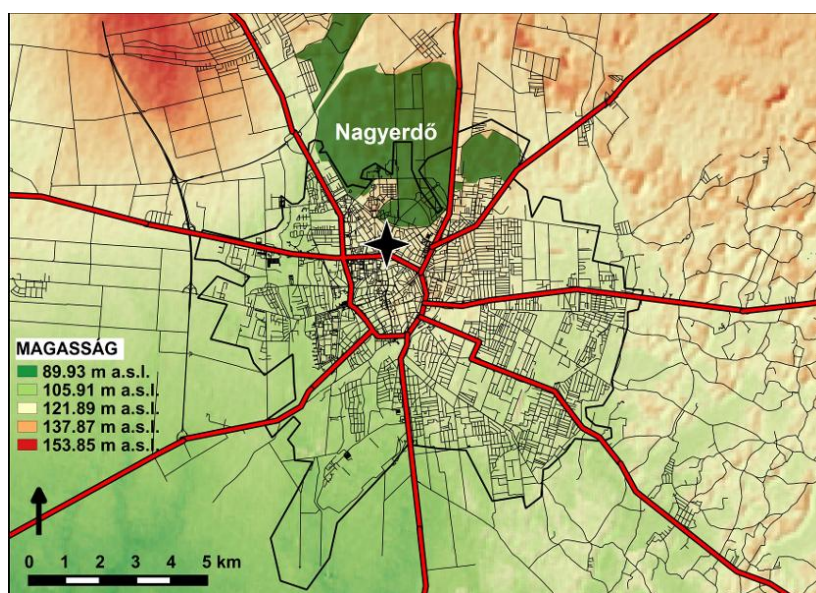 Nagyerdő
MAGASSÁG
89.93 m a.s.l.
105.91 m a.s.l.
121.89 m a.s.l.
137.87 m a.s.l.
153.85 m a.s.l.
0 1 2 3 4 5 km